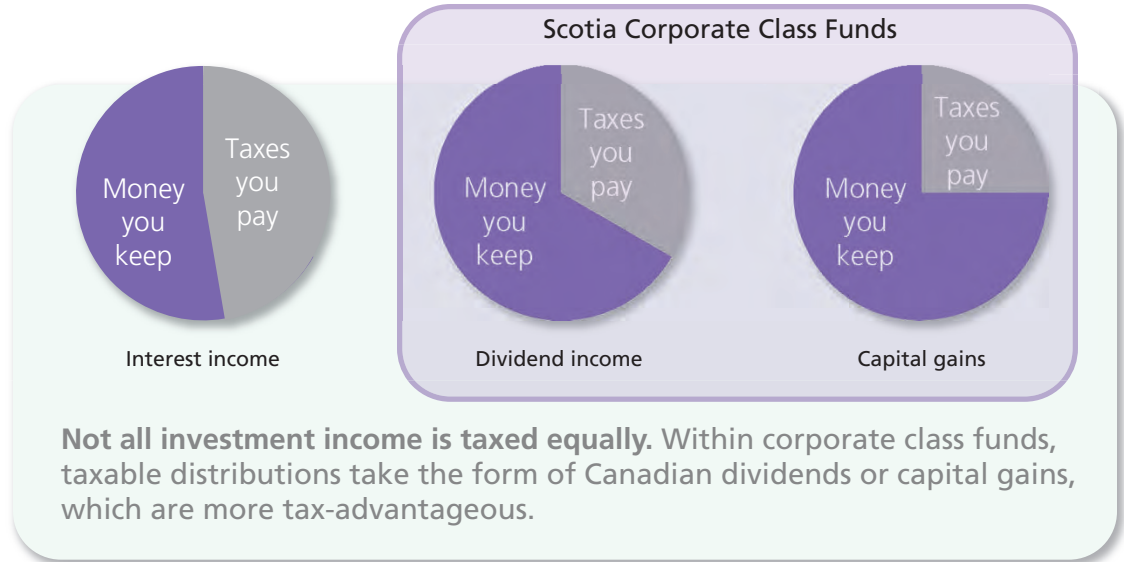 Scotia Corporate Class Funds
Money
you
keep
Taxes
you
pay
Money
you
keep
Taxes
you
pay
Money
you
keep
Taxes
you
pay
Interest income
Dividend income
Capital gains
Not all investment income is taxed equally. Within corporate class funds,
taxable distributions take the form of Canadian dividends or capital gains,
which are more tax-advantageous.